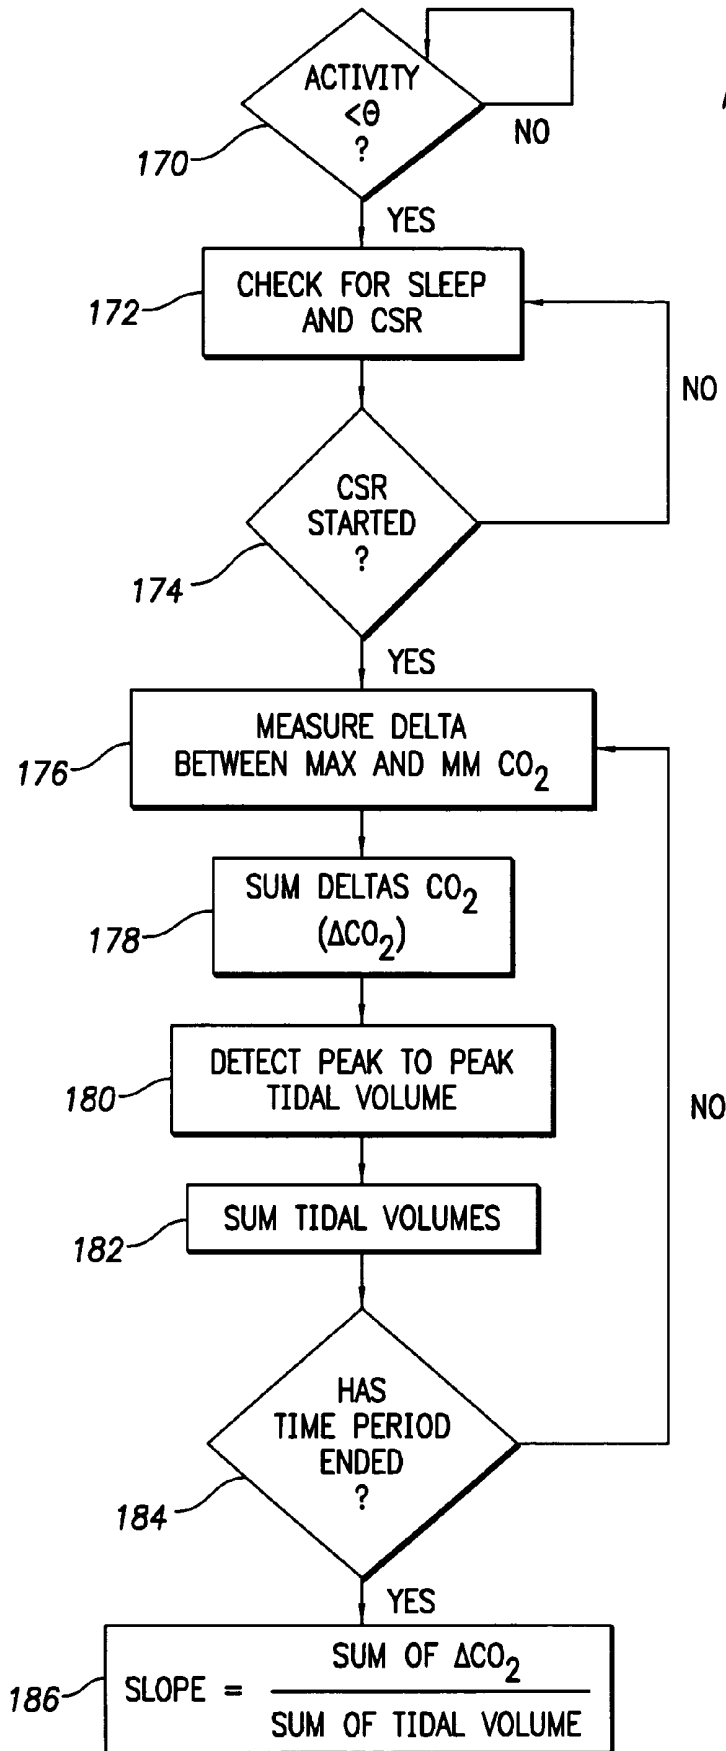 ACTIVITY
<Θ
?
170
NO
YES
CHECK FOR SLEEP
AND CSR
172
NO
CSR
STARTED
?
174
YES
MEASURE DELTA
BETWEEN MAX AND MM CO₂
176
SUM DELTAS CO₂
(ΔCO₂)
178
DETECT PEAK TO PEAK
TIDAL VOLUME
180
NO
SUM TIDAL VOLUMES
182
HAS
TIME PERIOD
ENDED
?
184
YES
SUM OF ΔCO₂
186
SLOPE =
SUM OF TIDAL VOLUME